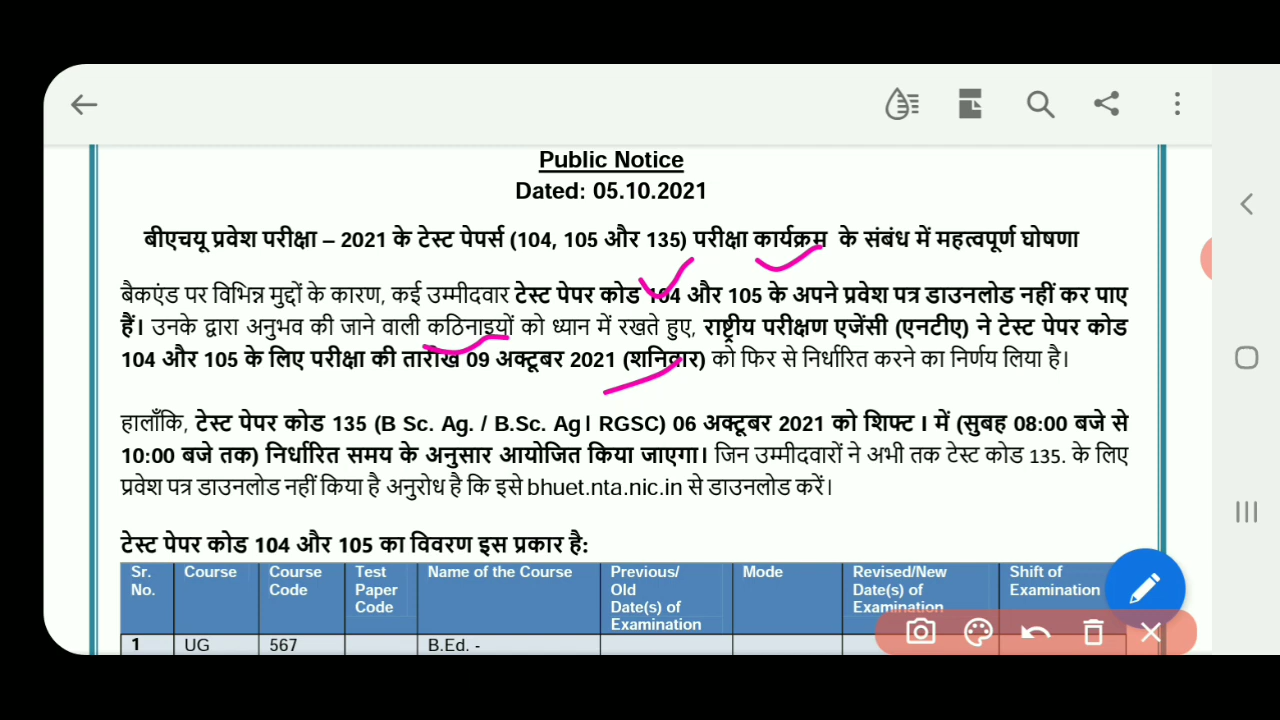 Public Notice
Dated: 05.10.2021
बीएचयू प्रवेश परीक्षा – 2021 के टेस्ट पेपर्स (104, 105 और 135) परीक्षा कार्यक्रम के संबंध में महत्वपूर्ण घोषणा
बैकएंड पर विभिन्न मुद्दों के कारण, कई उम्मीदवार टेस्ट पेपर कोड 104 और 105 के अपने प्रवेश पत्र डाउनलोड नहीं कर पाए
हैं। उनके द्वारा अनुभव की जाने वाली कठिनाइयों को ध्यान में रखते हुए, राष्ट्रीय परीक्षण एजेंसी (एनटीए) ने टेस्ट पेपर कोड
104 और 105 के लिए परीक्षा की तारीख 09 अक्टूबर 2021 (शनिवार) को फिर से निर्धारित करने का निर्णय लिया है।
हालाँकि, टेस्ट पेपर कोड 135 (B Sc. Ag. / B.Sc. Ag। RGSC) 06 अक्टूबर 2021 को शिफ्ट I में (सुबह 08:00 बजे से
10:00 बजे तक) निर्धारित समय के अनुसार आयोजित किया जाएगा। जिन उम्मीदवारों ने अभी तक टेस्ट कोड 135. के लिए
प्रवेश पत्र डाउनलोड नहीं किया है अनुरोध है कि इसे bhuet.nta.nic.in से डाउनलोड करें।
टेस्ट पेपर कोड 104 और 105 का विवरण इस प्रकार है:
Sr. No. Course Course Code Test Paper Code Name of the Course Previous/ Old Date(s) of Examination Mode Revised/New Date(s) of Examination Shift of Examination
1 UG 567 B.Ed. -